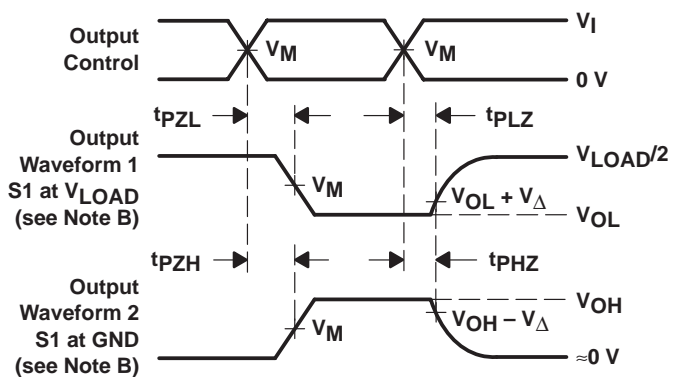 Output
Control
V_M
V_M
V_I
0 V
t_PZL
t_PLZ
Output
Waveform 1
S1 at V_LOAD
(see Note B)
V_M
V_OL + V_Δ
V_LOAD/2
V_OL
t_PZH
t_PHZ
Output
Waveform 2
S1 at GND
(see Note B)
V_M
V_OH – V_Δ
V_OH
≈0 V